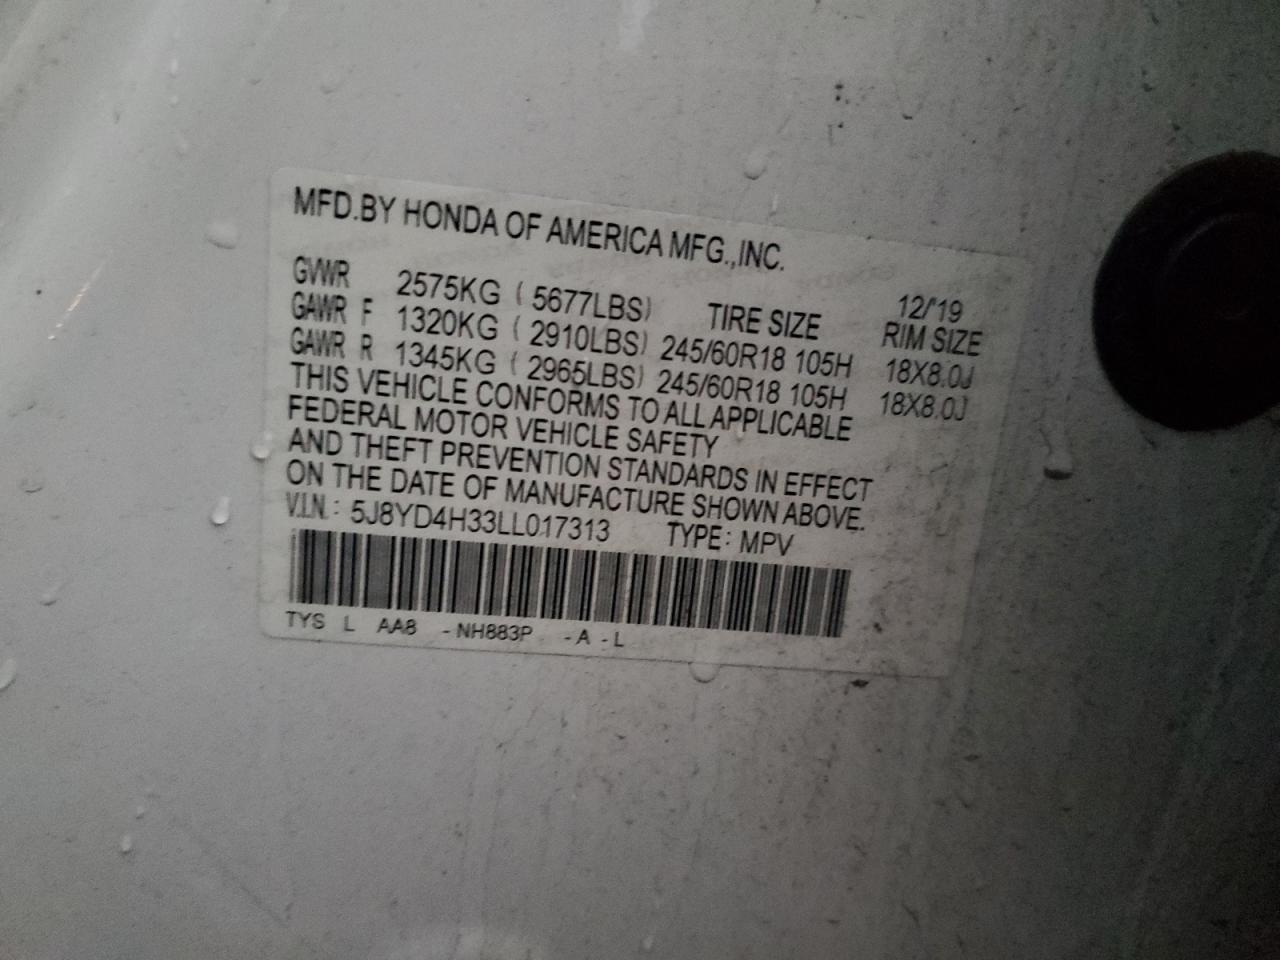 MFD.BY HONDA OF AMERICA MFG.,INC.
12/'19
GVWR 2575KG ( 5677LBS) TIRE SIZE RIM SIZE
GAWR F 1320KG ( 2910LBS) 245/60R18 105H 18X8.0J
GAWR R 1345KG ( 2965LBS) 245/60R18 105H 18X8.0J
THIS VEHICLE CONFORMS TO ALL APPLICABLE
FEDERAL MOTOR VEHICLE SAFETY
AND THEFT PREVENTION STANDARDS IN EFFECT
ON THE DATE OF MANUFACTURE SHOWN ABOVE.
V.I.N.: 5J8YD4H33LL017313 TYPE: MPV
TYS L AA8 -NH883P -A -L